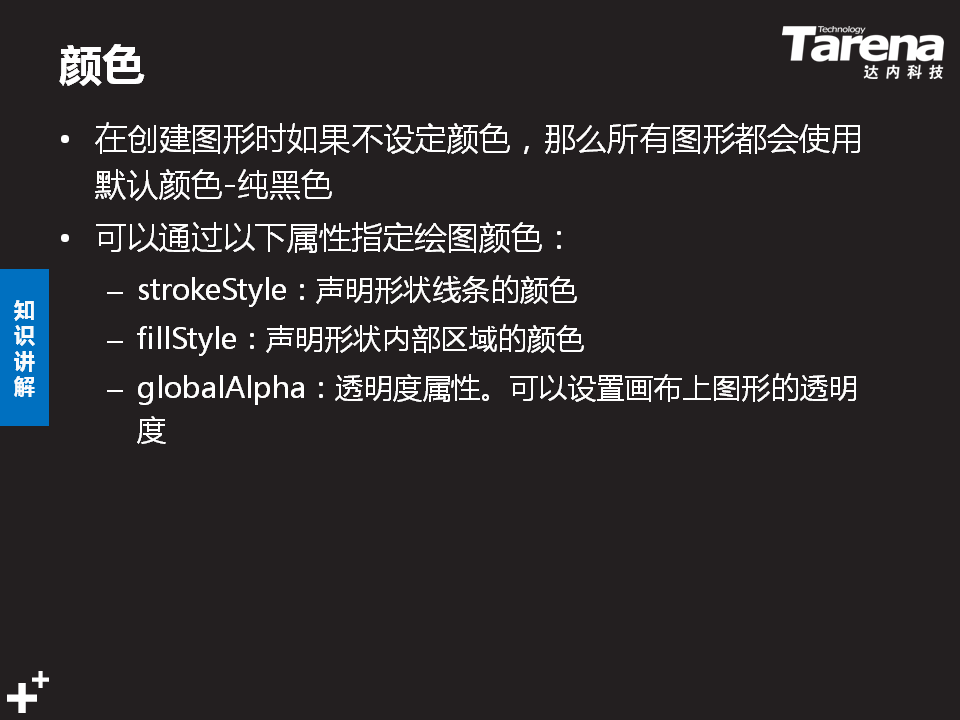 颜色
Technology
Tarena
达内科技
• 在创建图形时如果不设定颜色，那么所有图形都会使用
默认颜色-纯黑色
• 可以通过以下属性指定绘图颜色：
– strokeStyle：声明形状线条的颜色
– fillStyle：声明形状内部区域的颜色
– globalAlpha：透明度属性。可以设置画布上图形的透明
度
知
识
讲
解